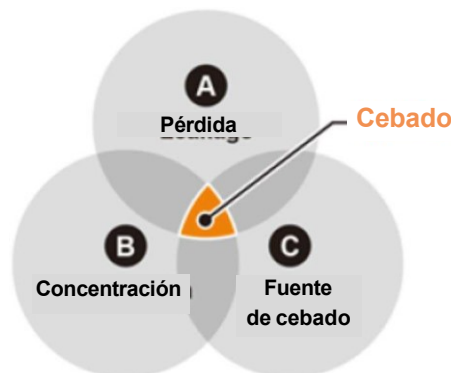 A
Pérdida
Cebado
B
C
Concentración
Fuente
de cebado